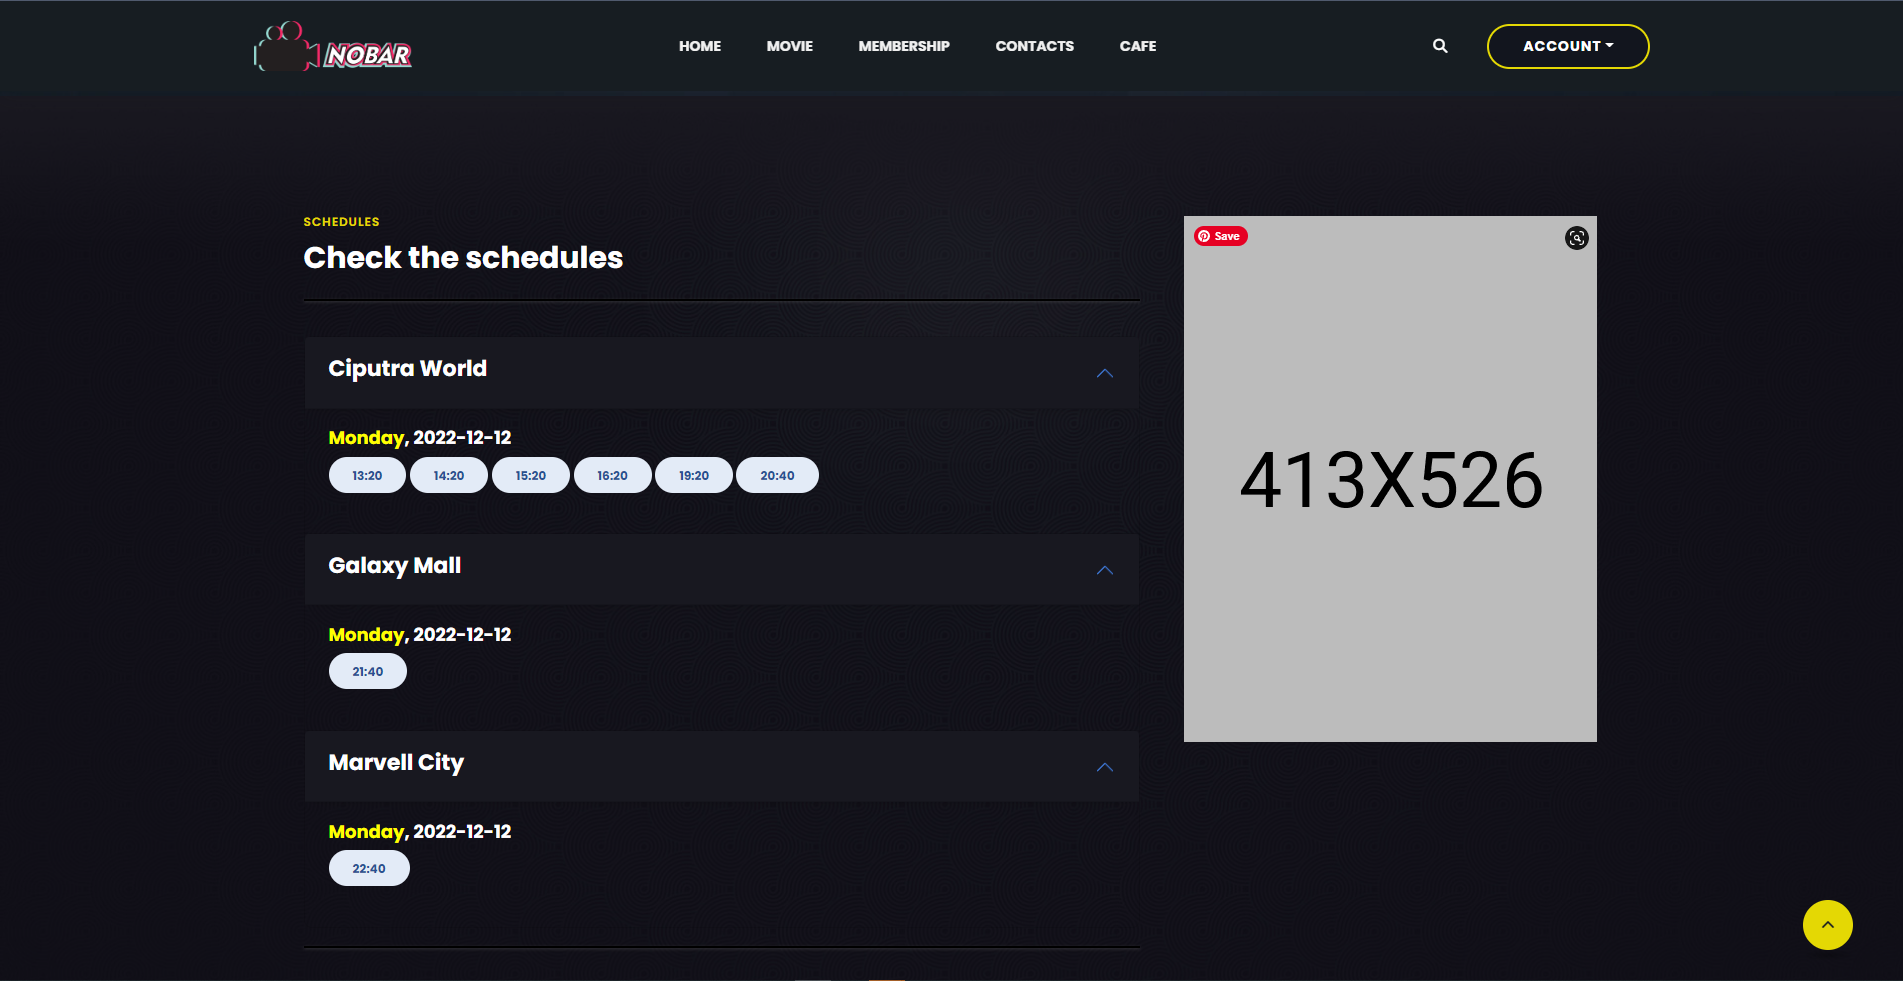 NOBAR
HOME MOVIE MEMBERSHIP CONTACTS CAFE
ACCOUNT
SCHEDULES
Check the schedules
Ciputra World
Monday, 2022-12-12
13:20 14:20 15:20 16:20 19:20 20:40
Galaxy Mall
Monday, 2022-12-12
21:40
Marvell City
Monday, 2022-12-12
22:40
Save
413X526